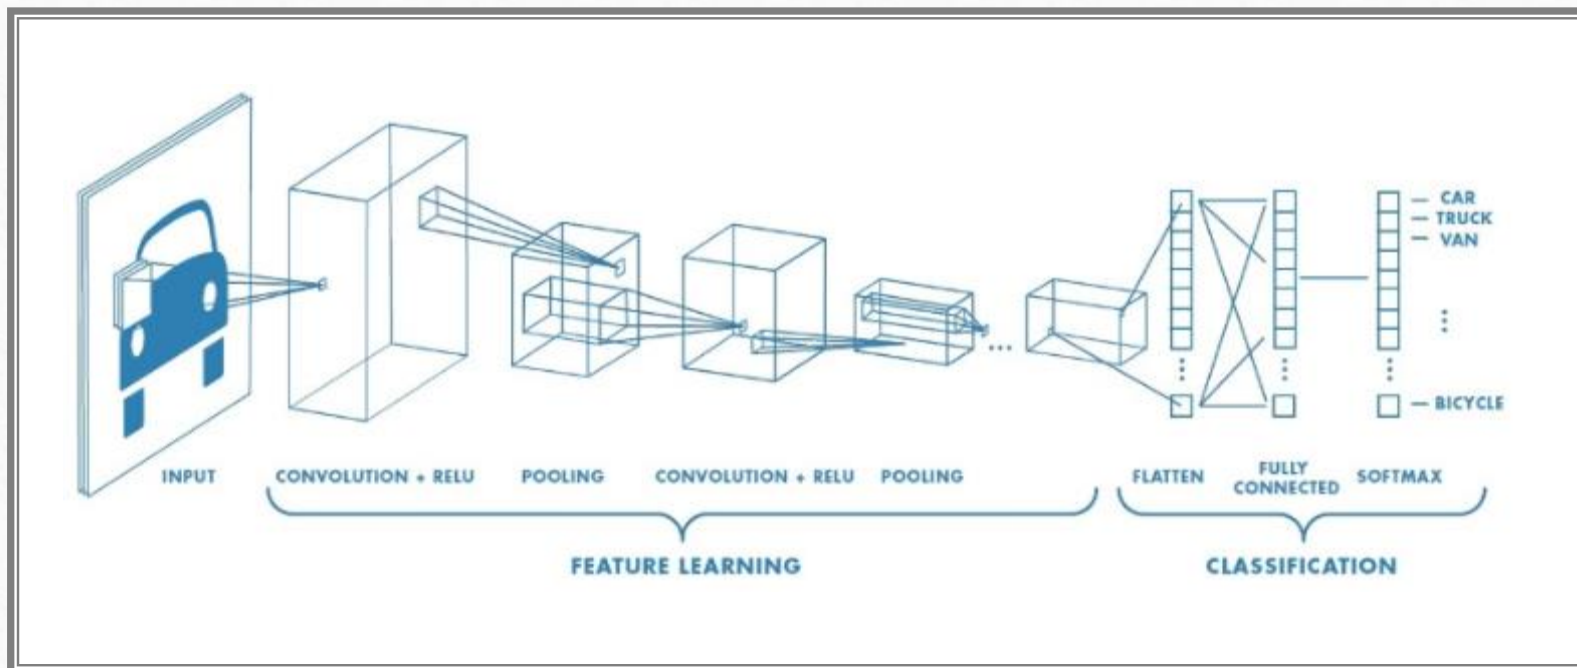 CAR
TRUCK
VAN
BICYCLE
INPUT
CONVOLUTION + RELU
POOLING
CONVOLUTION + RELU
POOLING
FLATTEN
FULLY
CONNECTED
SOFTMAX
FEATURE LEARNING
CLASSIFICATION